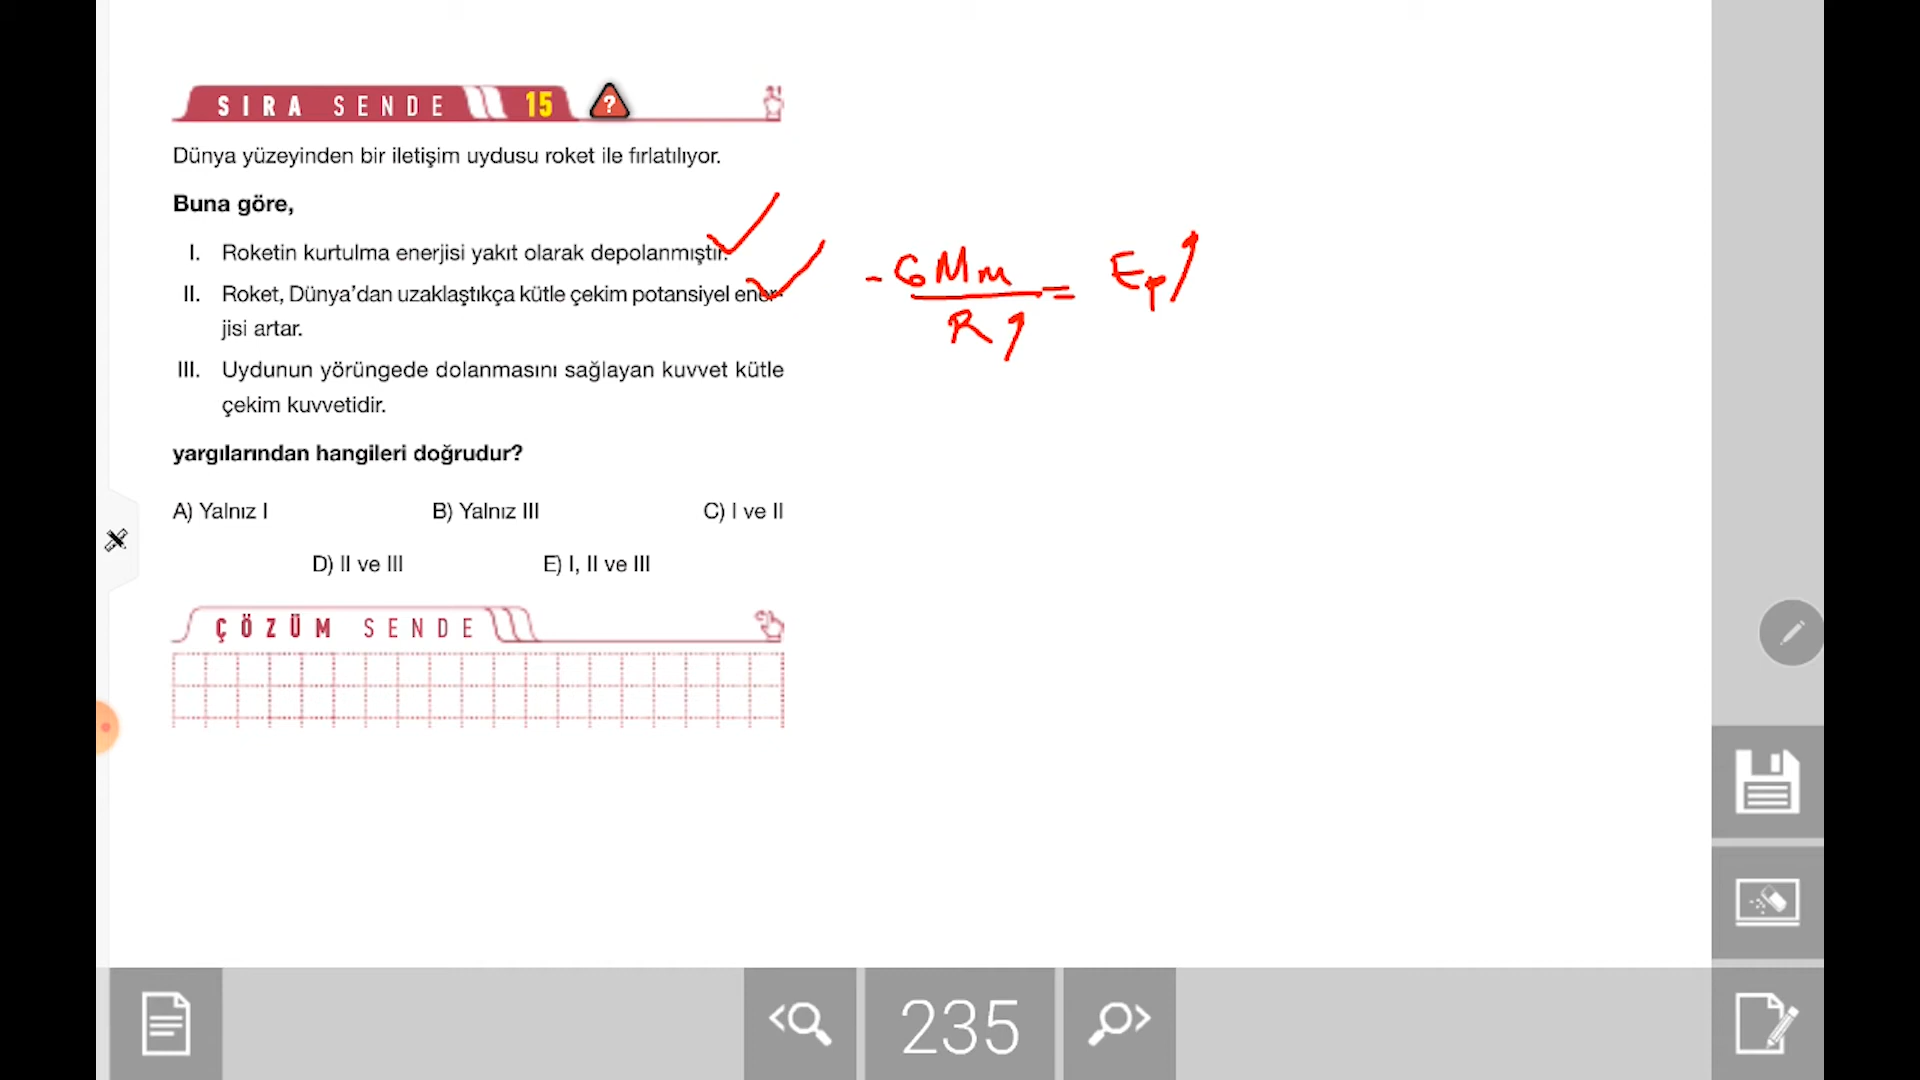 SIRA SENDE 15 ?
Dünya yüzeyinden bir iletişim uydusu roket ile fırlatılıyor.
Buna göre,
I. Roketin kurtulma enerjisi yakıt olarak depolanmıştır.
II. Roket, Dünya'dan uzaklaştıkça kütle çekim potansiyel ener-
jisi artar.
III. Uydunun yörüngede dolanmasını sağlayan kuvvet kütle
çekim kuvvetidir.
yargılarından hangileri doğrudur?
A) Yalnız I B) Yalnız III C) I ve II
D) II ve III E) I, II ve III
ÇÖZÜM SENDE
- GMm = Ep
R
235